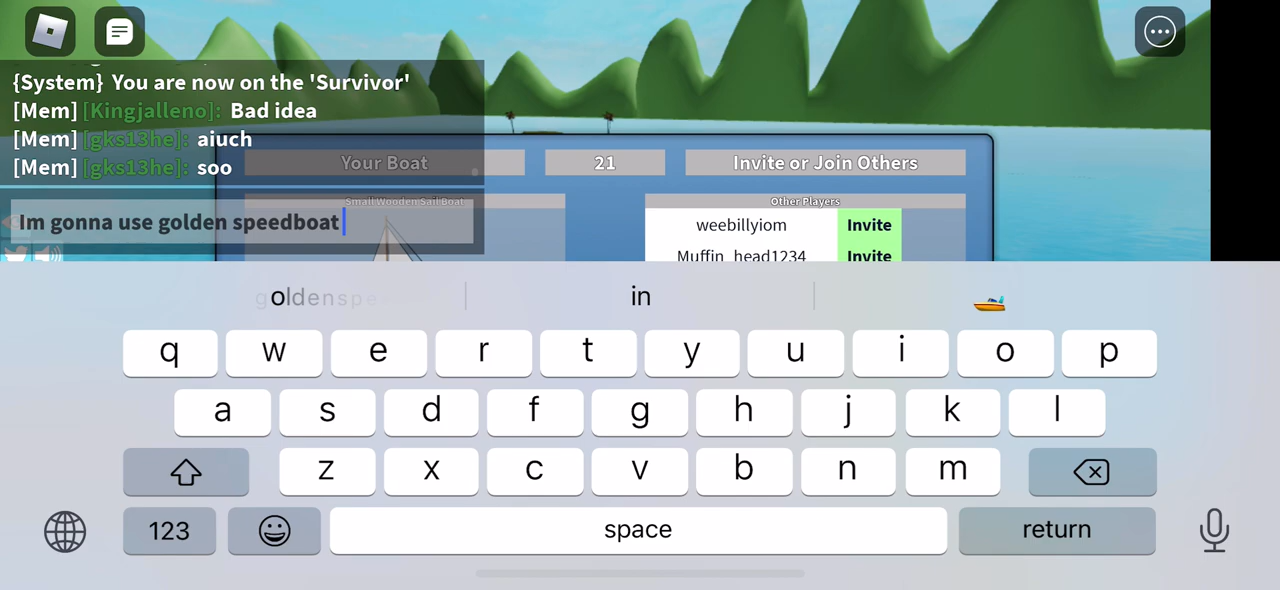 {System} You are now on the 'Survivor'
[Mem] [Kingjalleno]: Bad idea
[Mem] [gks13he]: aiuch
[Mem] [gks13he]: soo
Im gonna use golden speedboat
Your Boat
21
Invite or Join Others
Small Wooden Sail Boat
Other Players
weebillyiom Invite
Muffin_head1234 Invite
goldenspe in
q w e r t y u i o p
a s d f g h j k l
z x c v b n m
123 space return